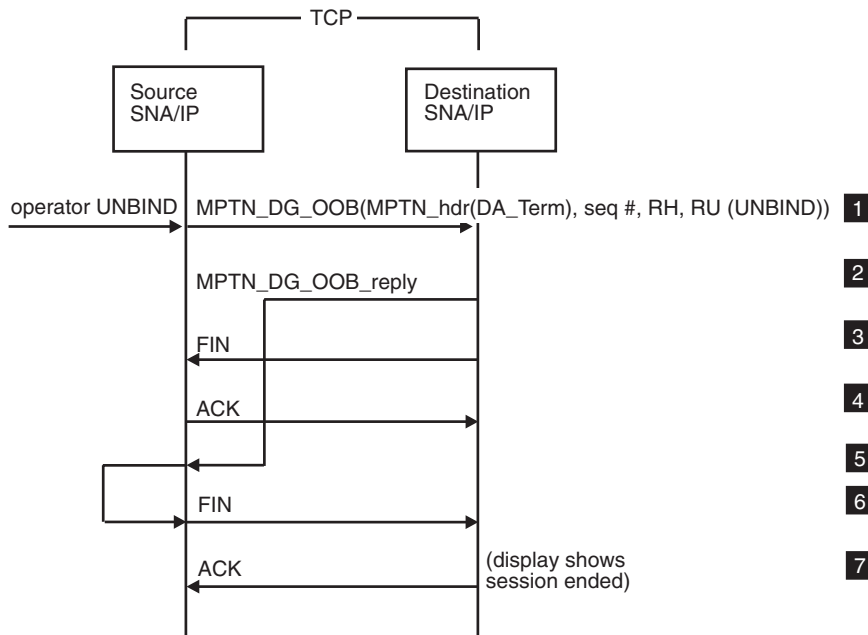 TCP
Source
SNA/IP
Destination
SNA/IP
operator UNBIND
MPTN_DG_OOB(MPTN_hdr(DA_Term), seq #, RH, RU (UNBIND))
1
MPTN_DG_OOB_reply
2
FIN
3
ACK
4
5
FIN
6
ACK
(display shows
session ended)
7